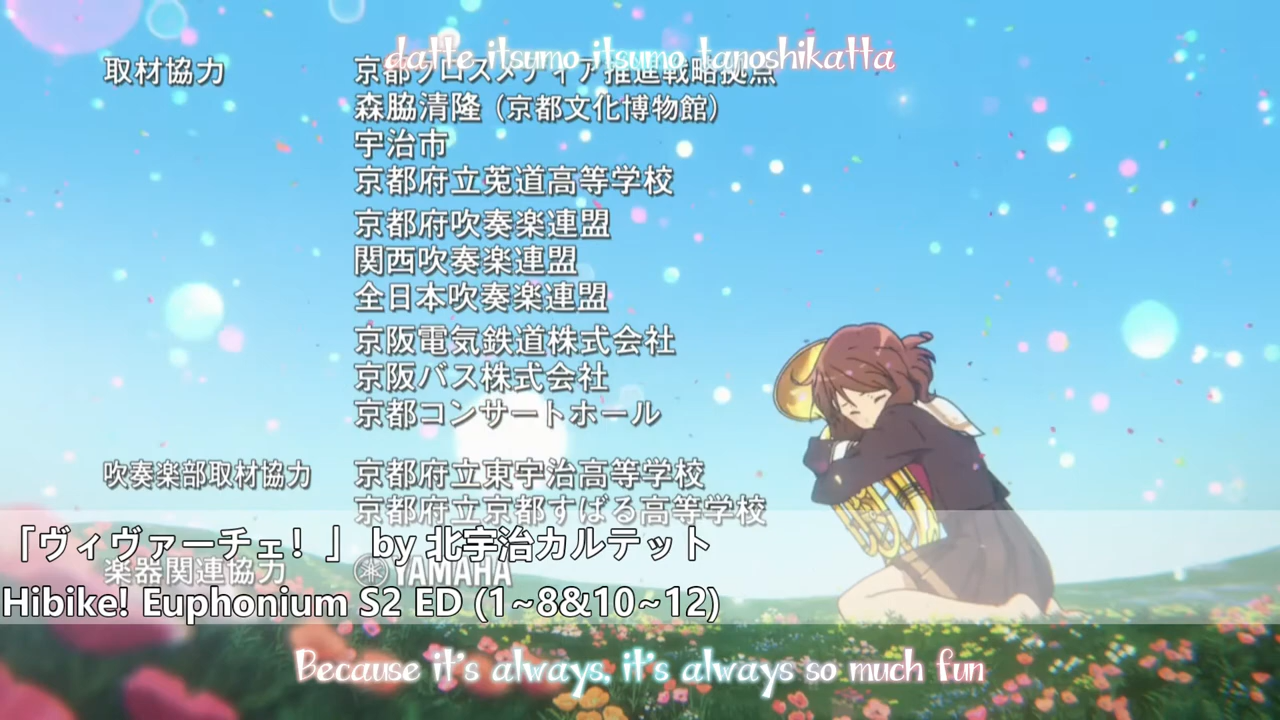 datte itsumo itsumo tanoshikatta
取材協力 京都クロスメディア推進戦略拠点
森脇清隆（京都文化博物館）
宇治市
京都府立莵道高等学校
京都府吹奏楽連盟
関西吹奏楽連盟
全日本吹奏楽連盟
京阪電気鉄道株式会社
京阪バス株式会社
京都コンサートホール
吹奏楽部取材協力 京都府立東宇治高等学校
京都府立京都すばる高等学校
「ヴィヴァーチェ！」 by 北宇治カルテット
楽器関連協力 YAMAHA
Hibike! Euphonium S2 ED (1~8&10~12)
Because it's always, it's always so much fun